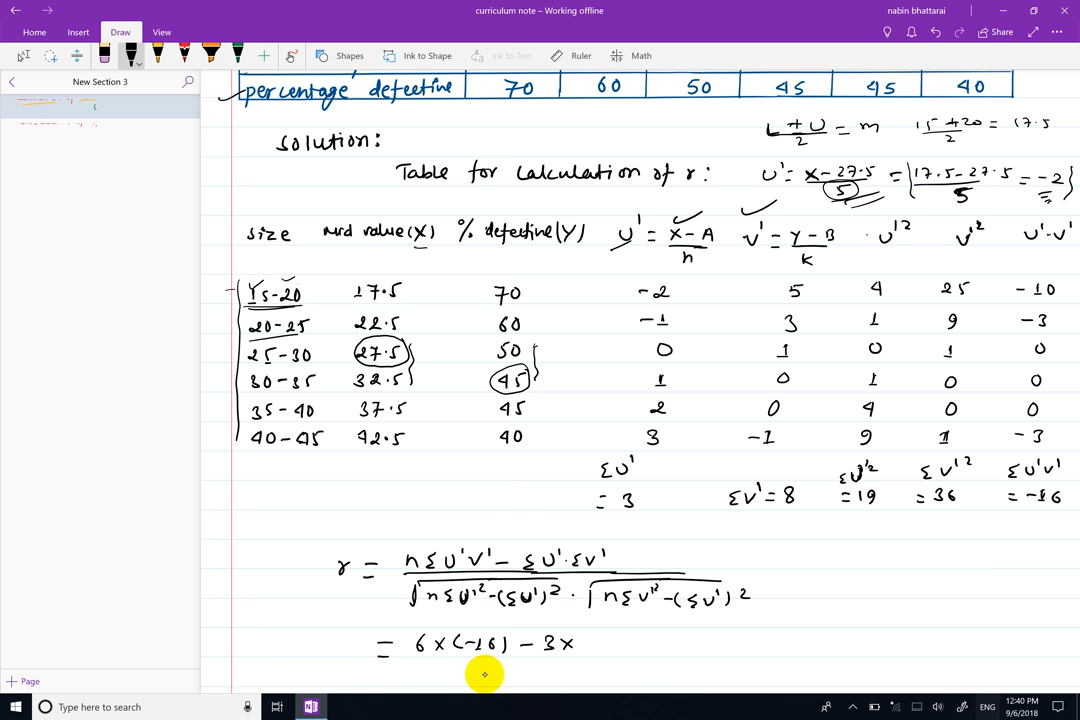 curriculum note – Working offline
nabin bhattarai
Home Insert Draw View
Share
Shapes Ink to Shape Ink to Text Ruler Math
New Section 3
percentage defective 70 60 50 45 45 40
L+U/2 = m 15+20/2 = 17.5
solution:
Table for calculation of r: U' = X-27.5/5 = (17.5-27.5/5 = -2)
size mid value(X) % defective(Y) U' = X-A/h V' = Y-B/k U'² V'² U'·V'
15-20 17.5 70 -2 5 4 25 -10
20-25 22.5 60 -1 3 1 9 -3
25-30 27.5 50 0 1 0 1 0
30-35 32.5 45 1 0 1 0 0
35-40 37.5 45 2 0 4 0 0
40-45 42.5 40 3 -1 9 1 -3
ΣU' = 3 ΣV' = 8 ΣU'² = 19 ΣV'² = 36 ΣU'V' = -16
r = nΣU'V' - ΣU'·ΣV' / √nΣU'²-(ΣU')² · √nΣV'²-(ΣV')²
= 6×(-16) - 3×
Page
Type here to search
ENG
12:40 PM
9/6/2018